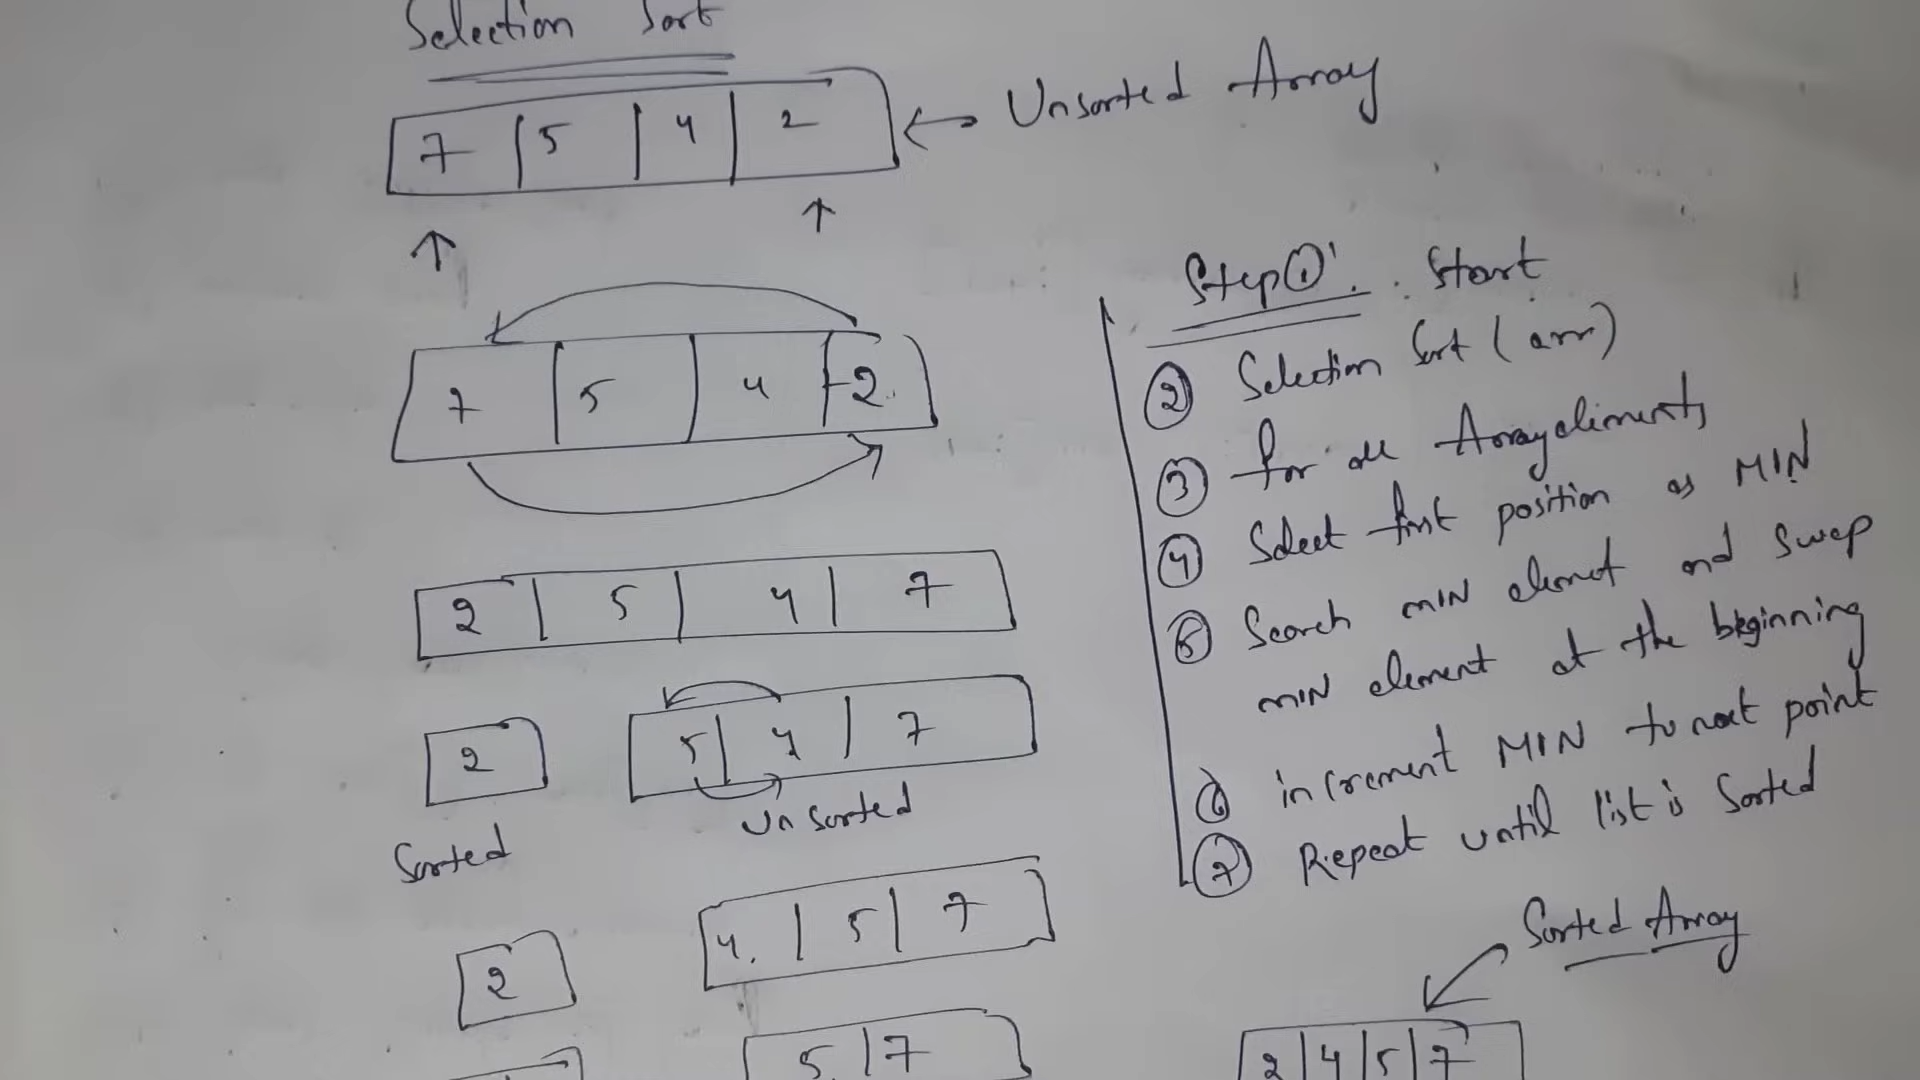 Selection Sort
7 | 5 | 4 | 2
Unsorted Array
7 | 5 | 4 | 2
2 | 5 | 4 | 7
2
5 | 4 | 7
Sorted
Unsorted
2
4. | 5 | 7
5 | 7
Step ① : Start
② Selection Sort (arr)
③ for all Array elements
④ Select first position as MIN
⑤ Search MIN element and swap
MIN element at the beginning
⑥ increment MIN to next point
⑦ Repeat until list is Sorted
Sorted Array
2 | 4 | 5 | 7